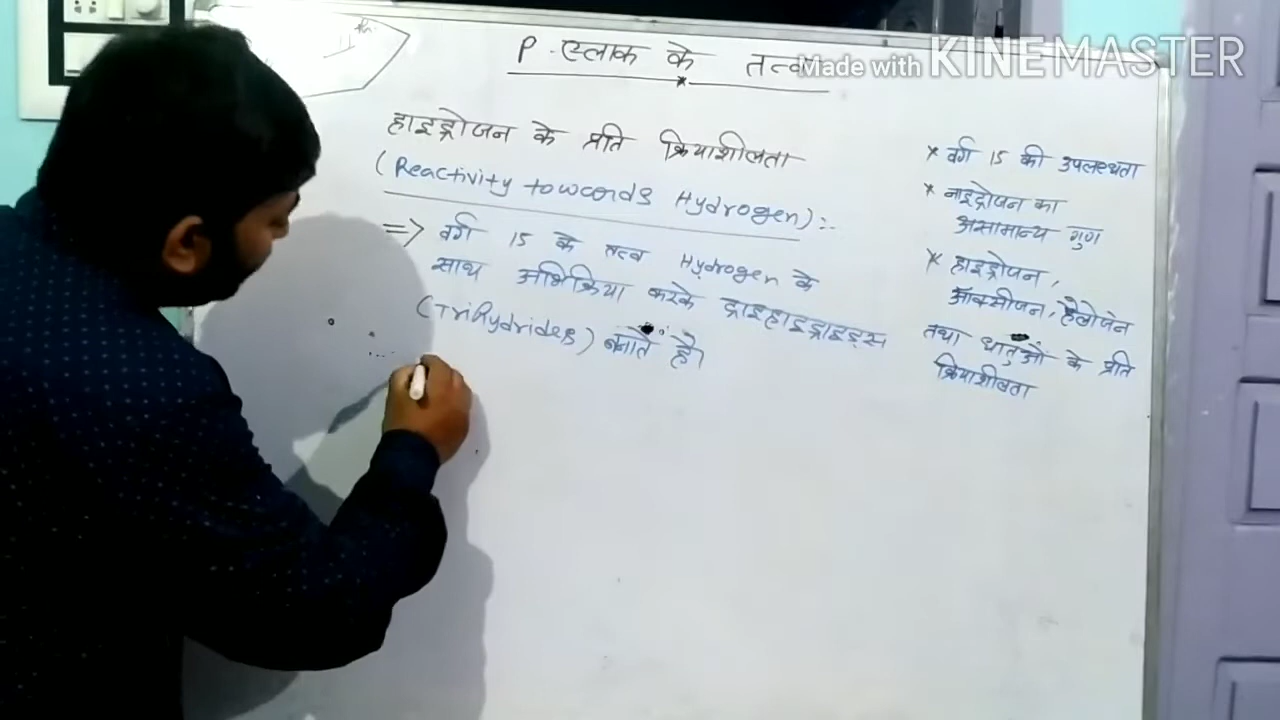 P-ब्लाक के तत्व
Made with KINEMASTER
हाइड्रोजन के प्रति क्रियाशीलता
(Reactivity towards Hydrogen):-
=> वर्ग 15 के तत्व Hydrogen के
साथ अभिक्रिया करके ट्राइहाइड्राइड्स
(Trihydrides) बनाते है।
* वर्ग 15 की उपलब्धता
* नाइट्रोजन का
असामान्य गुण
* हाइड्रोजन,
ऑक्सीजन, हैलोजेन
तथा धातुओं के प्रति
क्रियाशीलता